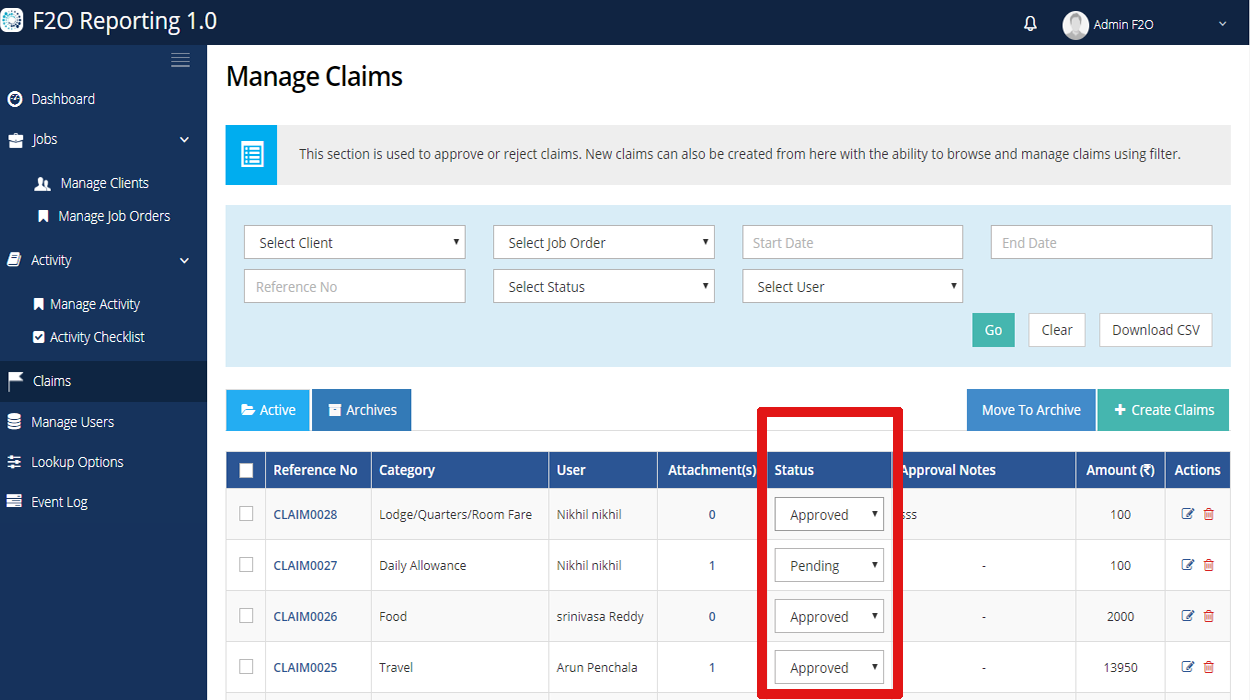 F2O Reporting 1.0
Admin F2O
Manage Claims
Dashboard
Jobs
Manage Clients
Manage Job Orders
Activity
Manage Activity
Activity Checklist
Claims
Manage Users
Lookup Options
Event Log
This section is used to approve or reject claims. New claims can also be created from here with the ability to browse and manage claims using filter.
Select Client Select Job Order Start Date End Date
Reference No Select Status Select User
Go Clear Download CSV
Active Archives Move To Archive + Create Claims
Reference No Category User Attachment(s) Status Approval Notes Amount (₹) Actions
CLAIM0028 Lodge/Quarters/Room Fare Nikhil nikhil 0 Approved sss 100
CLAIM0027 Daily Allowance Nikhil nikhil 1 Pending - 100
CLAIM0026 Food srinivasa Reddy 0 Approved - 2000
CLAIM0025 Travel Arun Penchala 1 Approved - 13950